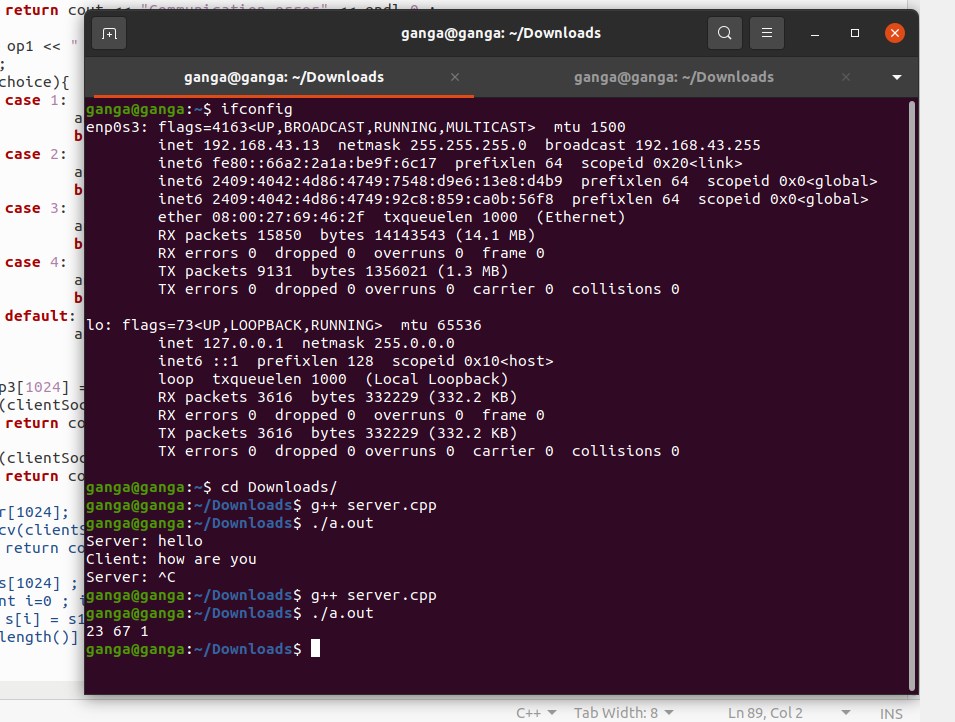 return cout << "Communication error" << endl,0 ;
op1 << "
;
choice){
case 1:
a
b
case 2:
a
b
case 3:
a
b
case 4:
a
b
default:
a
p3[1024] =
(clientSoc
return co
(clientSoc
return co
r[1024];
cv(clientS
return co
s[1024] ;
nt i=0 ; i
s[i] = s1
length()]
ganga@ganga: ~/Downloads
ganga@ganga: ~/Downloads × ganga@ganga: ~/Downloads ×
ganga@ganga:~$ ifconfig
enp0s3: flags=4163<UP,BROADCAST,RUNNING,MULTICAST>  mtu 1500
        inet 192.168.43.13  netmask 255.255.255.0  broadcast 192.168.43.255
        inet6 fe80::66a2:2a1a:be9f:6c17  prefixlen 64  scopeid 0x20<link>
        inet6 2409:4042:4d86:4749:7548:d9e6:13e8:d4b9  prefixlen 64  scopeid 0x0<global>
        inet6 2409:4042:4d86:4749:92c8:859:ca0b:56f8  prefixlen 64  scopeid 0x0<global>
        ether 08:00:27:69:46:2f  txqueuelen 1000  (Ethernet)
        RX packets 15850  bytes 14143543 (14.1 MB)
        RX errors 0  dropped 0  overruns 0  frame 0
        TX packets 9131  bytes 1356021 (1.3 MB)
        TX errors 0  dropped 0 overruns 0  carrier 0  collisions 0
lo: flags=73<UP,LOOPBACK,RUNNING>  mtu 65536
        inet 127.0.0.1  netmask 255.0.0.0
        inet6 ::1  prefixlen 128  scopeid 0x10<host>
        loop  txqueuelen 1000  (Local Loopback)
        RX packets 3616  bytes 332229 (332.2 KB)
        RX errors 0  dropped 0  overruns 0  frame 0
        TX packets 3616  bytes 332229 (332.2 KB)
        TX errors 0  dropped 0 overruns 0  carrier 0  collisions 0
ganga@ganga:~$ cd Downloads/
ganga@ganga:~/Downloads$ g++ server.cpp
ganga@ganga:~/Downloads$ ./a.out
Server: hello
Client: how are you
Server: ^C
ganga@ganga:~/Downloads$ g++ server.cpp
ganga@ganga:~/Downloads$ ./a.out
23 67 1
ganga@ganga:~/Downloads$
C++ Tab Width: 8 Ln 89, Col 2 INS